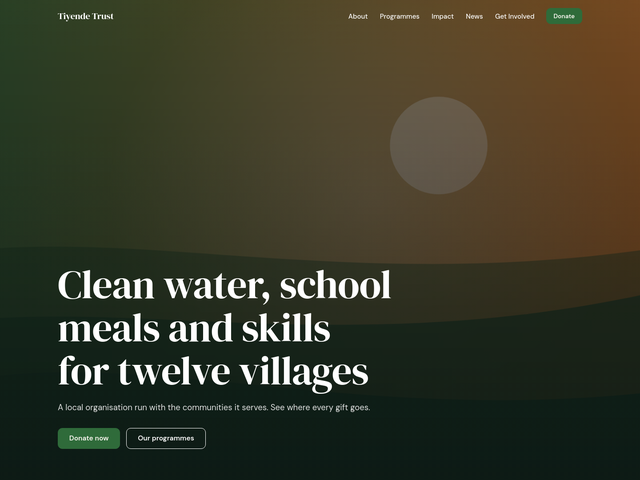 Tiyende Trust
About
Programmes
Impact
News
Get Involved
Donate
Clean water, school
meals and skills
for twelve villages
A local organisation run with the communities it serves. See where every gift goes.
Donate now
Our programmes